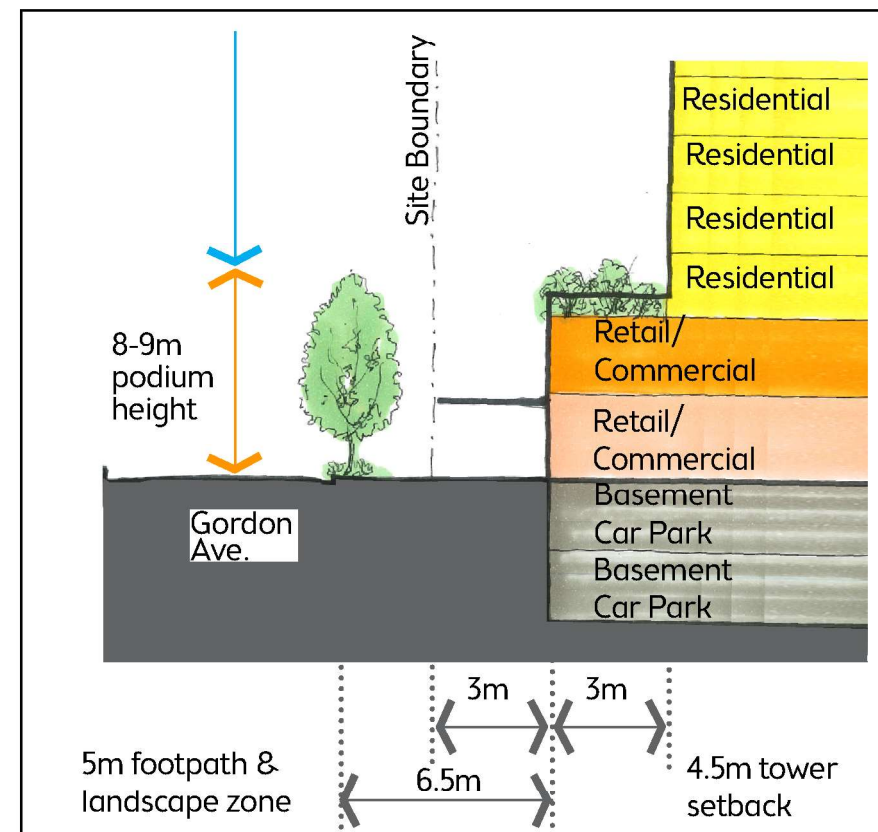 Site Boundary
Residential
Residential
Residential
Residential
8-9m
podium
height
Retail/
Commercial
Retail/
Commercial
Gordon
Ave.
Basement
Car Park
Basement
Car Park
3m
3m
5m footpath &
landscape zone
6.5m
4.5m tower
setback